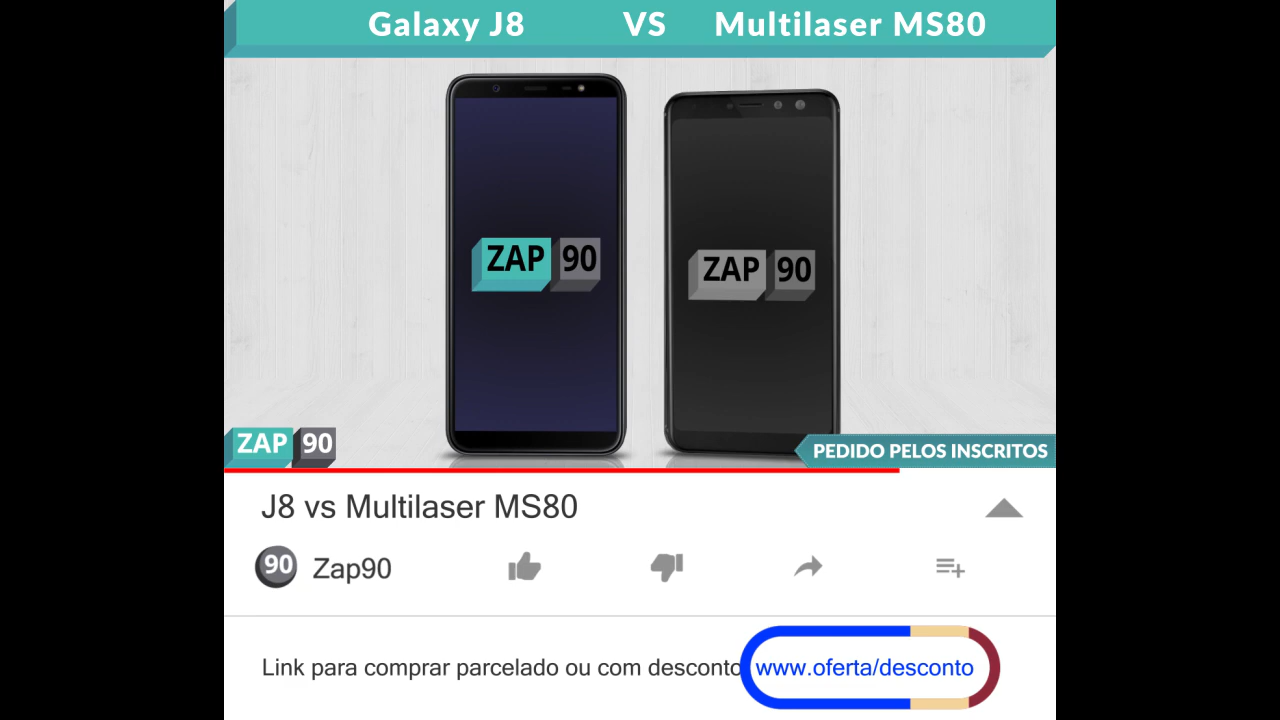 Galaxy J8 VS Multilaser MS80
ZAP 90
ZAP 90
ZAP 90
PEDIDO PELOS INSCRITOS
J8 vs Multilaser MS80
90 Zap90
Link para comprar parcelado ou com desconto www.oferta/desconto